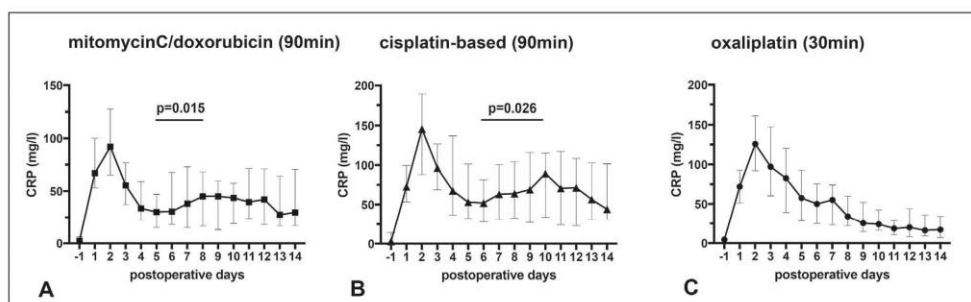 mitomycinC/doxorubicin (90min)
150
100
50
0
CRP (mg/l)
p=0.015
-1 1 2 3 4 5 6 7 8 9 10 11 12 13 14
postoperative days
A
cisplatin-based (90min)
200
150
100
50
0
CRP (mg/l)
p=0.026
-1 1 2 3 4 5 6 7 8 9 10 11 12 13 14
postoperative days
B
oxaliplatin (30min)
200
150
100
50
0
CRP (mg/l)
-1 1 2 3 4 5 6 7 8 9 10 11 12 13 14
postoperative days
C